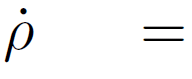 ρ̇ =